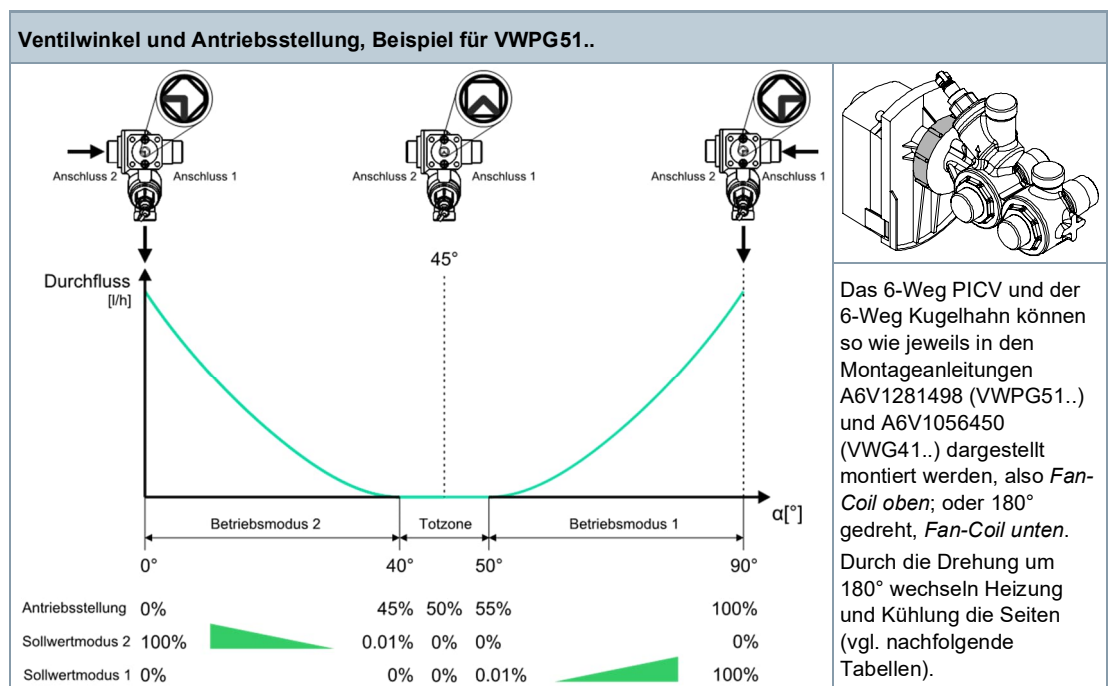 Ventilwinkel und Antriebsstellung, Beispiel für VWPG51..
Anschluss 2 Anschluss 1
Anschluss 2 Anschluss 1
Anschluss 2 Anschluss 1
45°
Durchfluss
[l/h]
α[°]
Betriebsmodus 2 Totzone Betriebsmodus 1
0° 40° 50° 90°
Antriebsstellung 0% 45% 50% 55% 100%
Sollwertmodus 2 100% 0.01% 0% 0% 0%
Sollwertmodus 1 0% 0% 0% 0.01% 100%
Das 6-Weg PICV und der
6-Weg Kugelhahn können
so wie jeweils in den
Montageanleitungen
A6V1281498 (VWPG51..)
und A6V1056450
(VWG41..) dargestellt
montiert werden, also Fan-
Coil oben; oder 180°
gedreht, Fan-Coil unten.
Durch die Drehung um
180° wechseln Heizung
und Kühlung die Seiten
(vgl. nachfolgende
Tabellen).